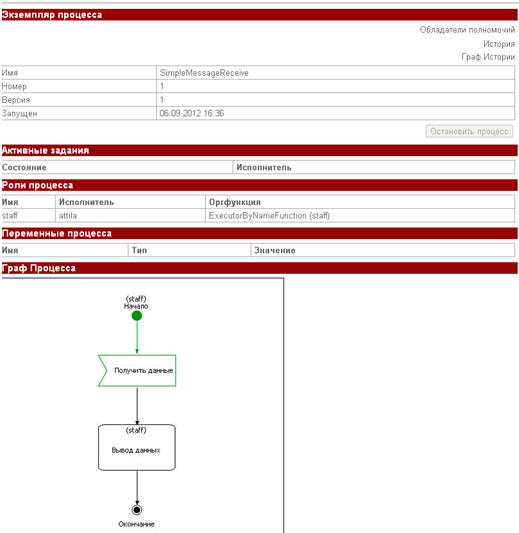 Экземпляр процесса
Обладатели полномочий
История
Граф Истории
Имя SimpleMessageReceive
Номер 1
Версия 1
Запущен 06.09.2012 16:36
Остановить процесс
Активные задания
Состояние Исполнитель
Роли процесса
Имя Исполнитель Оргфункция
staff attila ExecutorByNameFunction (staff)
Переменные процесса
Имя Тип Значение
Граф Процесса
(staff)
Начало
Получить данные
(staff)
Вывод данных
Окончание